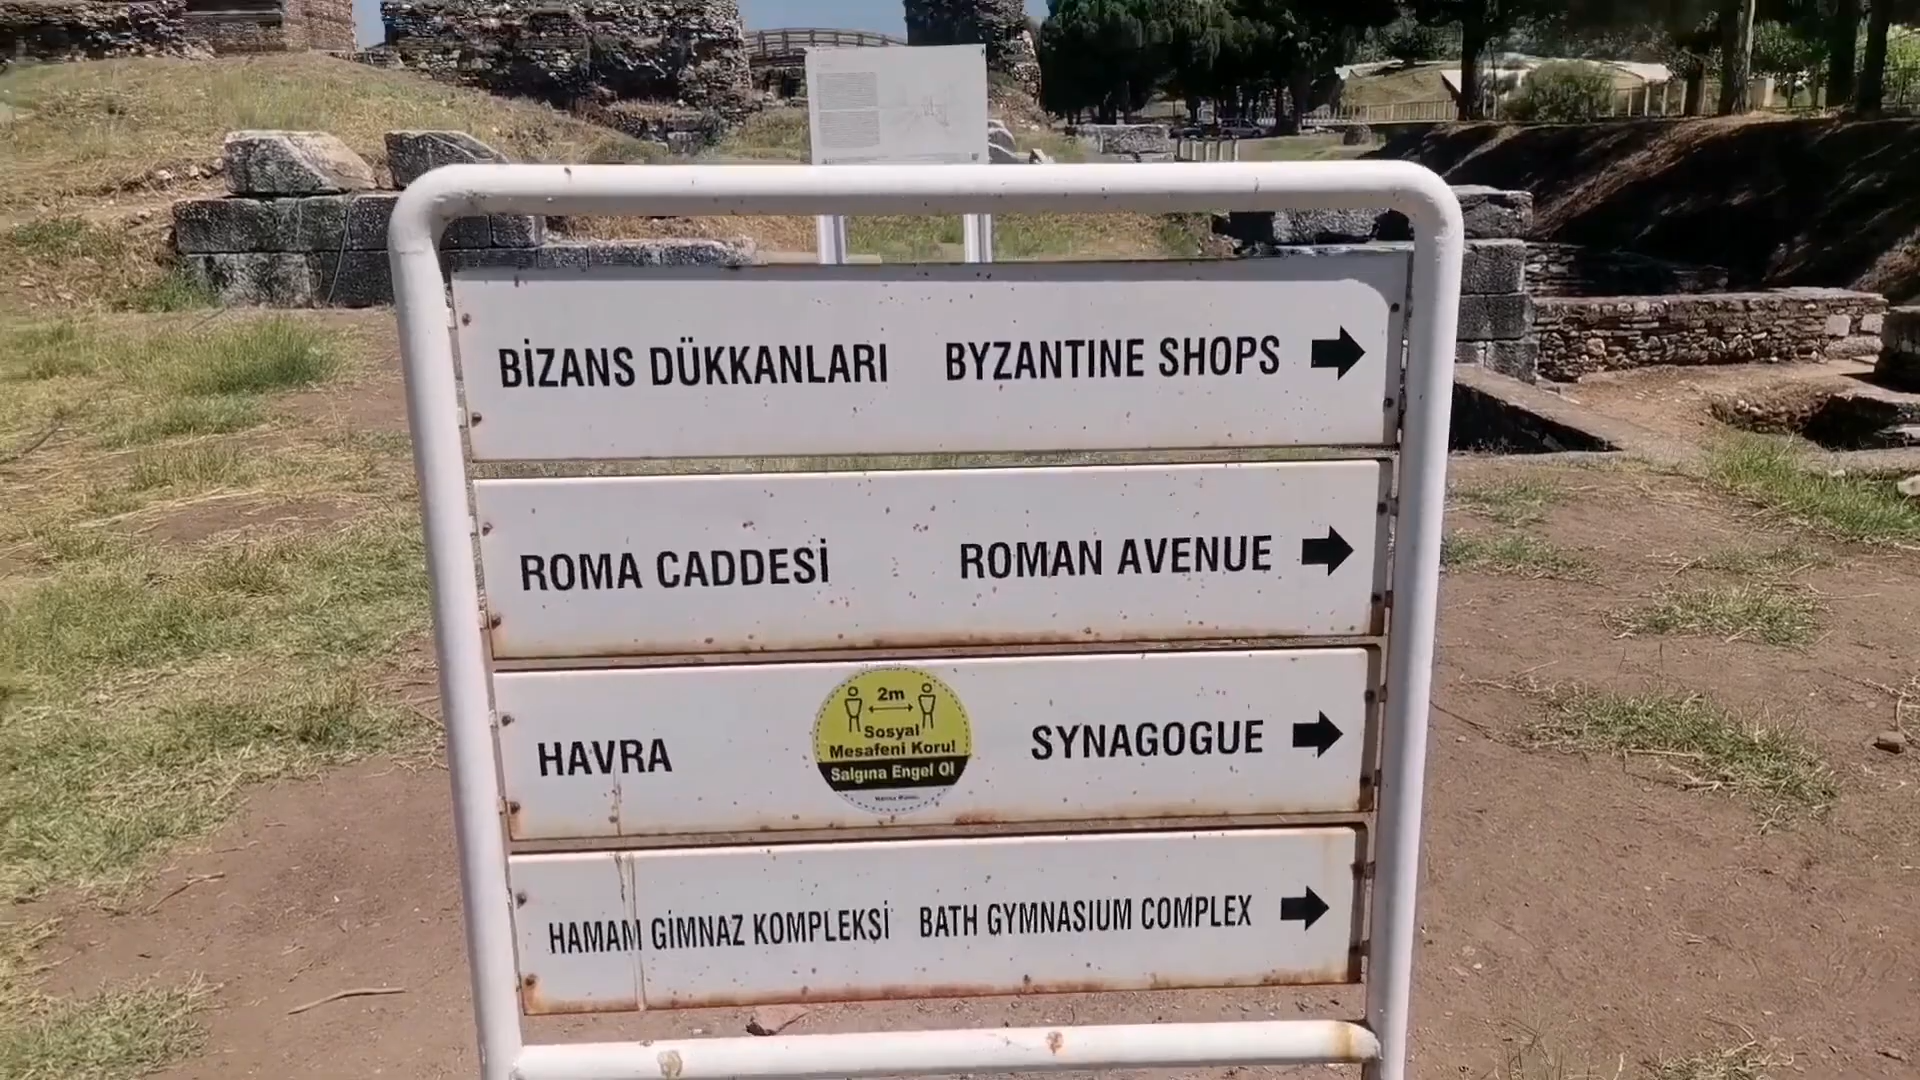 BİZANS DÜKKANLARI BYZANTINE SHOPS
ROMA CADDESİ ROMAN AVENUE
HAVRA SYNAGOGUE
2m
Sosyal
Mesafeni Koru!
Salgına Engel Ol
HAMAM GİMNAZ KOMPLEKSİ BATH GYMNASIUM COMPLEX